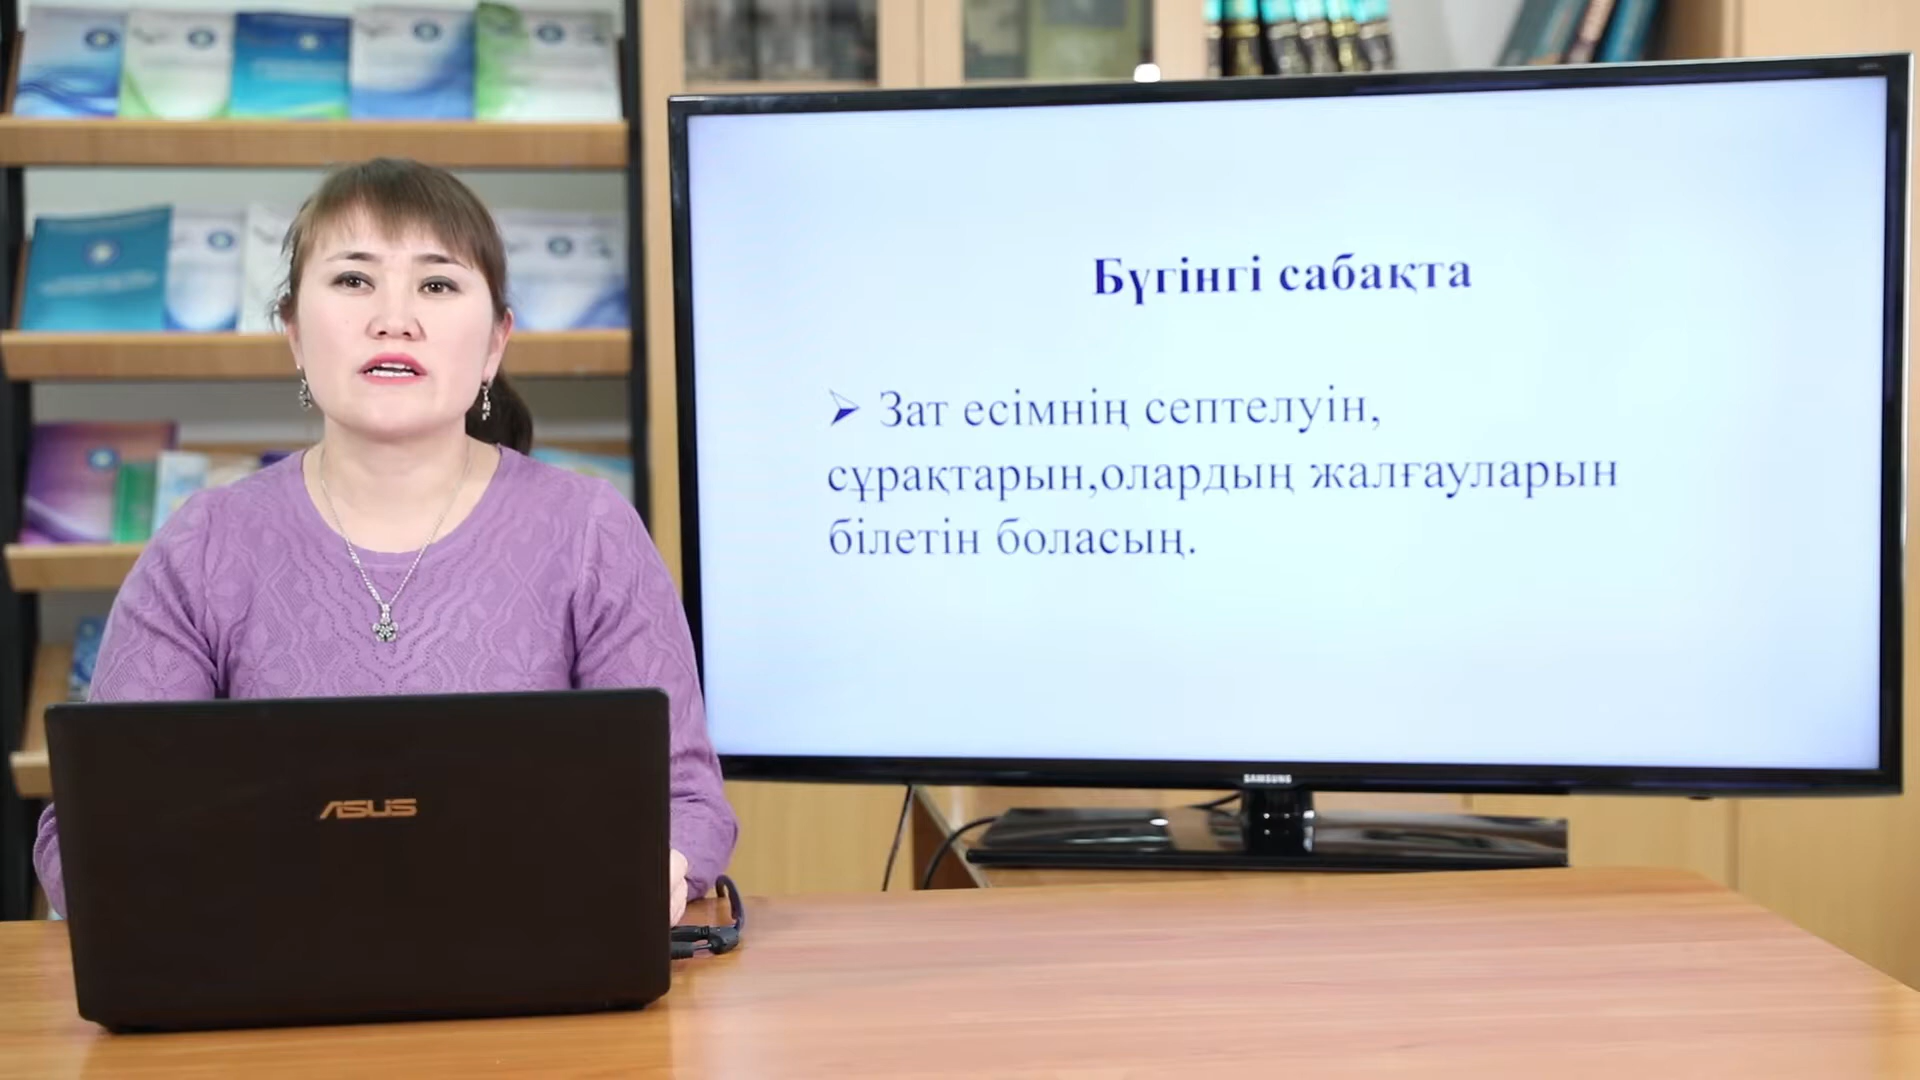 Бүгінгі сабақта
➢ Зат есімнің септелуін,
сұрақтарын,олардың жалғауларын
білетін боласың.
SAMSUNG
ASUS